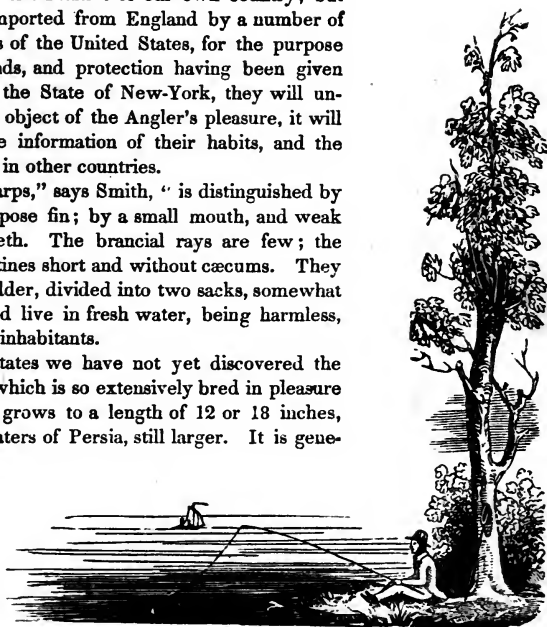 nported from England by a number of
s of the United States, for the purpose
nds, and protection having been given
the State of New-York, they will un-
object of the Angler's pleasure, it will
e information of their habits, and the
in other countries.
arps," says Smith, “ is distinguished by
pose fin; by a small mouth, and weak
eth. The brancial rays are few; the
tines short and without cæcums. They
lder, divided into two sacks, somewhat
d live in fresh water, being harmless,
inhabitants.
tates we have not yet discovered the
which is so extensively bred in pleasure
grows to a length of 12 or 18 inches,
ters of Persia, still larger. It is gene-